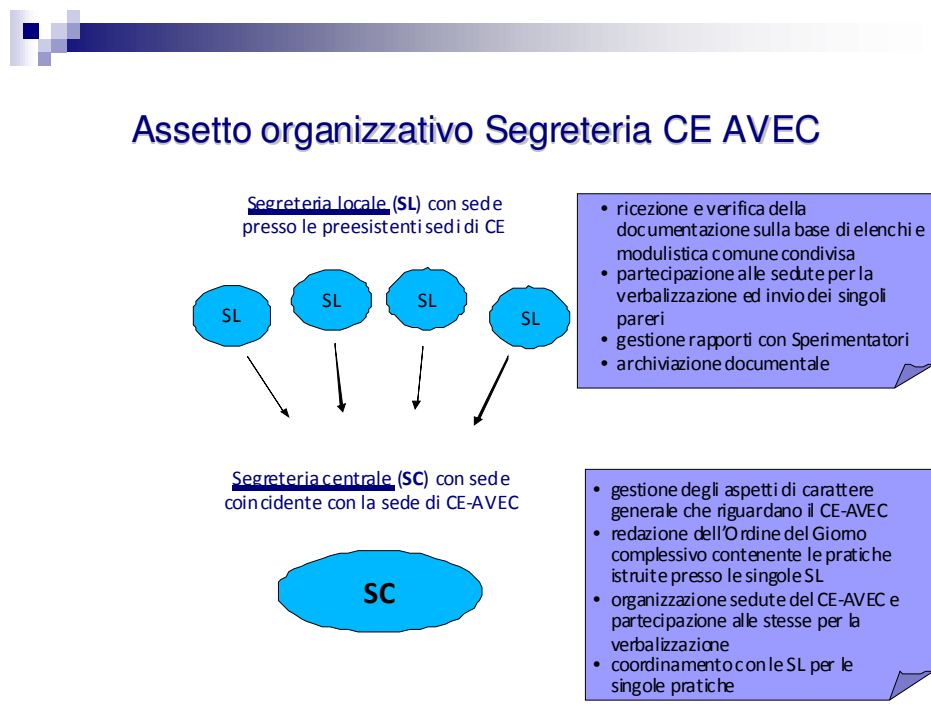 Assetto organizzativo Segreteria CE AVEC
Segreteria locale (SL) con sede
presso le preesistenti sedi di CE
• ricezione e verifica della
documentazione sulla base di elenchi e
modulistica comune condivisa
• partecipazione alle sedute per la
verbalizzazione ed invio dei singoli
pareri
• gestione rapporti con Sperimentatori
• archiviazione documentale
SL
SL
SL
SL
Segreteria centrale (SC) con sede
coincidente con la sede di CE-AVEC
SC
• gestione degli aspetti di carattere
generale che riguardano il CE-AVEC
• redazione dell'Ordine del Giorno
complessivo contenente le pratiche
istruite presso le singole SL
• organizzazione sedute del CE-AVEC e
partecipazione alle stesse per la
verbalizzazione
• coordinamento con le SL per le
singole pratiche